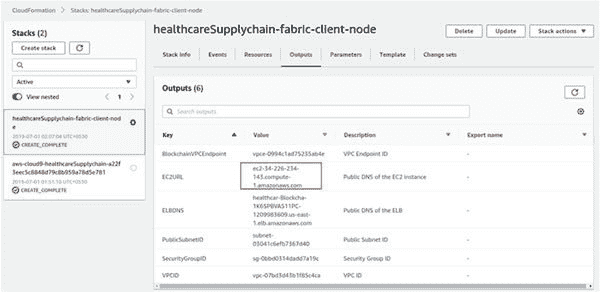 CloudFormation > Stacks: healthcareSupplychain-fabric-client-node
Stacks (2)
Create stack
Active
View nested
1
healthcareSupplychain-fabric-client-nod
e
2019-07-03 02:07:04 UTC+0530
CREATE_COMPLETE
aws-cloud9-healthcareSupplychain-a22f
3eec3c8840d79c8b059a78d5e781
2019-07-01 01:51:10 UTC+0530
CREATE_COMPLETE
healthcareSupplychain-fabric-client-node
Delete
Update
Stack actions
Stack info
Events
Resources
Outputs
Parameters
Template
Change sets
Outputs (6)
Search outputs
Key
Value
Description
Export name
BlockchainVPCEndpoint
vpce-0994c1ad75235ab4e
VPC Endpoint ID
-
EC2URL
ec2-34-226-234-
143.compute-
1.amazonaws.com
Public DNS of the EC2 instance
-
ELBDNS
healthcar-Blockcha-
1K6SPBVA511PC-
1209983609.us-east-
1.elb.amazonaws.com
Public DNS of the ELB
-
PublicSubnetID
subnet-
03041c6efb7367d40
Public Subnet ID
-
SecurityGroupID
sg-0bbd0314dadd7a19c
Security Group ID
-
VPCID
vpc-07bd3d43b1f85c4ca
VPC ID
-